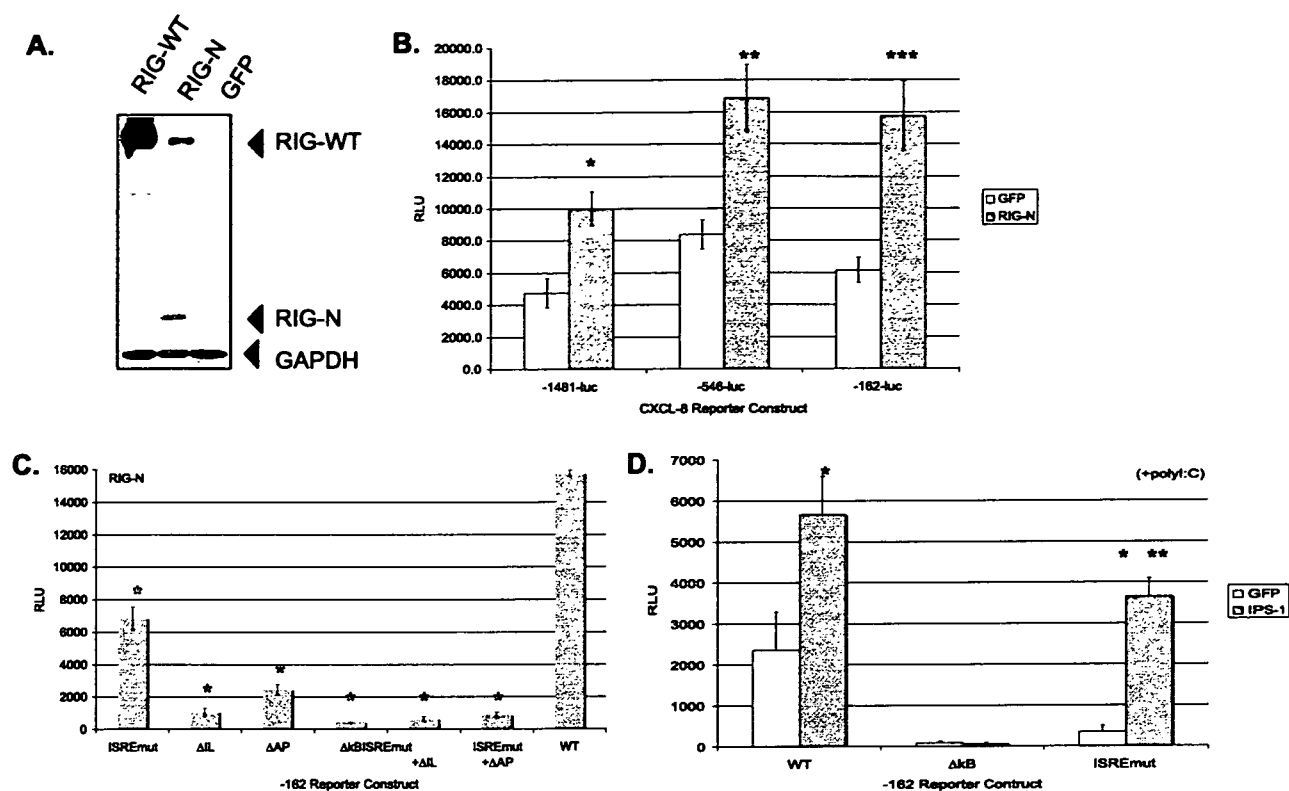 A.
RIG-WT
RIG-N
GFP
RIG-WT
RIG-N
GAPDH
B.
20000.0
18000.0
16000.0
14000.0
12000.0
10000.0
8000.0
6000.0
4000.0
2000.0
0.0
RLU
*
**
***
-1481-luc
-546-luc
-162-luc
CXCL-8 Reporter Construct
GFP
RIG-N
C.
16000
14000
12000
10000
8000
6000
4000
2000
0
RLU
RIG-N
*
*
*
*
*
*
ISREmut
ΔIL
ΔAP
ΔkBISREmut
+ΔIL
ISREmut
+ΔAP
WT
-162 Reporter Construct
D.
7000
6000
5000
4000
3000
2000
1000
0
RLU
(+polyI:C)
*
* **
WT
ΔkB
ISREmut
-162 Reporter Contruct
GFP
IPS-1